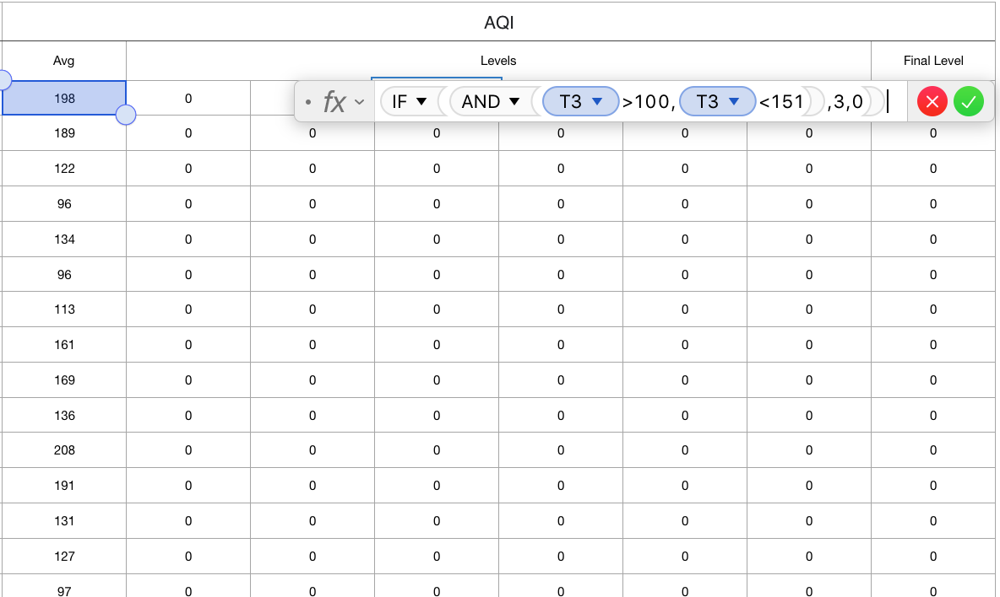 AQI
Avg Levels Final Level
198 0 fx IF ( AND ( T3 >100, T3 <151 ) ,3,0 )
189 0 0 0 0 0 0 0
122 0 0 0 0 0 0 0
96 0 0 0 0 0 0 0
134 0 0 0 0 0 0 0
96 0 0 0 0 0 0 0
113 0 0 0 0 0 0 0
161 0 0 0 0 0 0 0
169 0 0 0 0 0 0 0
136 0 0 0 0 0 0 0
208 0 0 0 0 0 0 0
191 0 0 0 0 0 0 0
131 0 0 0 0 0 0 0
127 0 0 0 0 0 0 0
97 0 0 0 0 0 0 0